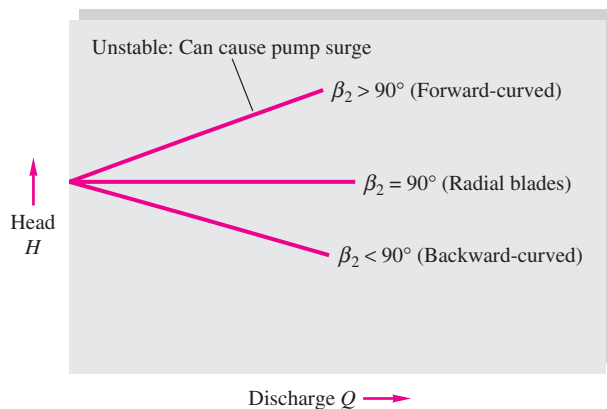 Unstable: Can cause pump surge
β₂ > 90° (Forward-curved)
β₂ = 90° (Radial blades)
Head
H
β₂ < 90° (Backward-curved)
Discharge Q